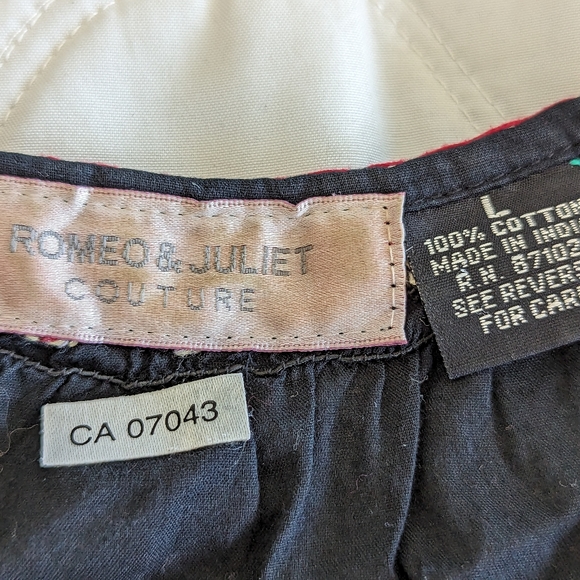 ROMEO & JULIET
COUTURE
L
100% COTTON
MADE IN INDI
R.N. 87102
SEE REVERS
FOR CAR
CA 07043